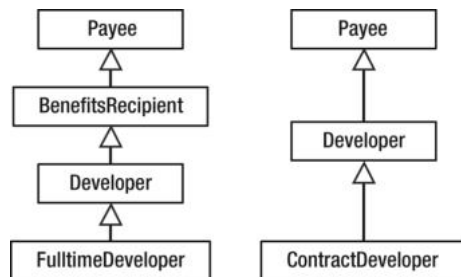 Payee
BenefitsRecipient
Developer
FulltimeDeveloper
Payee
Developer
ContractDeveloper